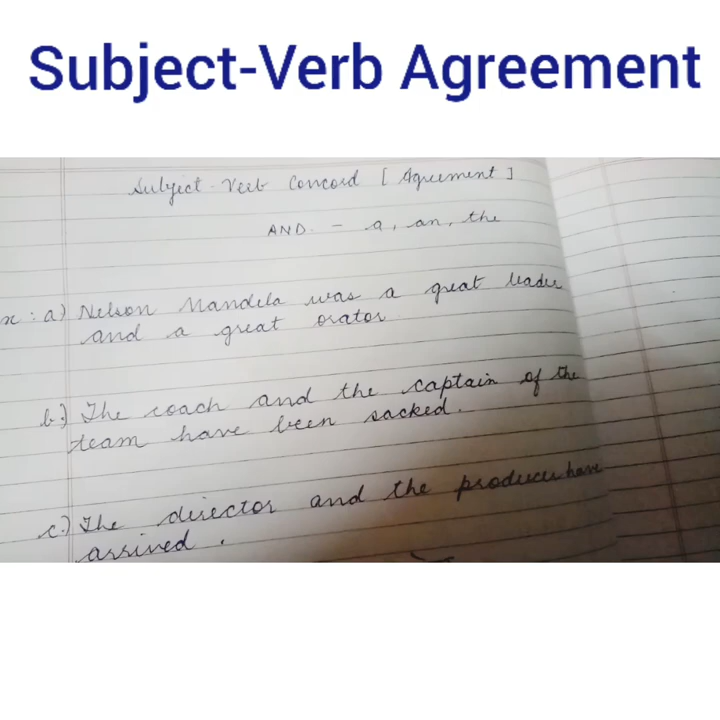 Subject-Verb Agreement
Subject-Verb Concord [ Agreement ]
AND - a, an, the
x : a) Nelson Mandela was a great leader
and a great orator.
b.) The coach and the captain of the
team have been sacked.
c.) The director and the producer have
arrived.